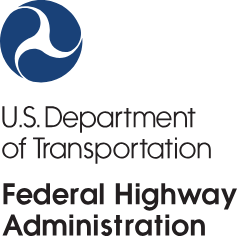 U.S. Department
of Transportation
Federal Highway
Administration